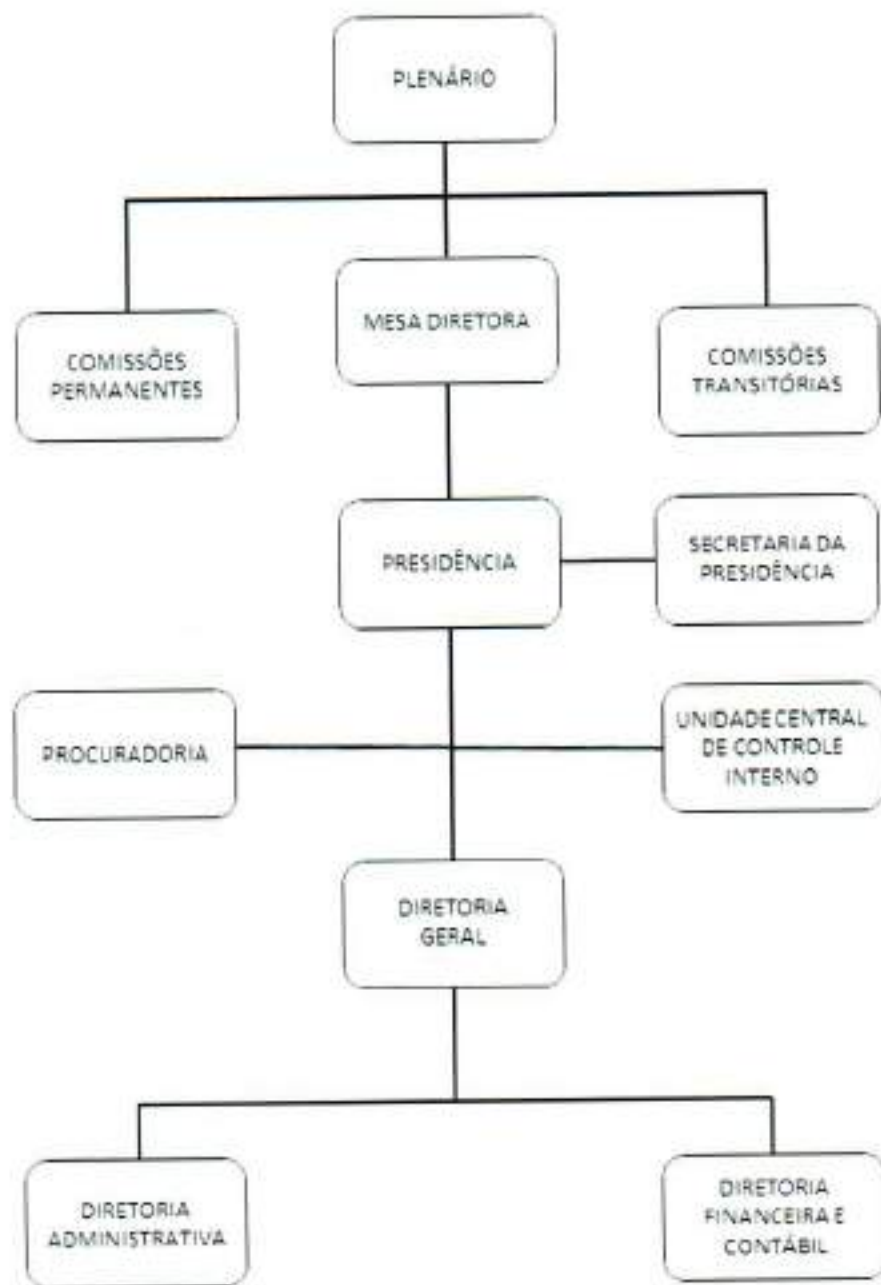 PLENÁRIO
MESA DIRETORA
COMISSÕES
PERMANENTES
COMISSÕES
TRANSITÓRIAS
PRESIDÊNCIA
SECRETARIA DA
PRESIDÊNCIA
PROCURADORIA
UNIDADE CENTRAL
DE CONTROLE
INTERNO
DIRETORIA
GERAL
DIRETORIA
ADMINISTRATIVA
DIRETORIA
FINANCEIRA E
CONTÁBIL